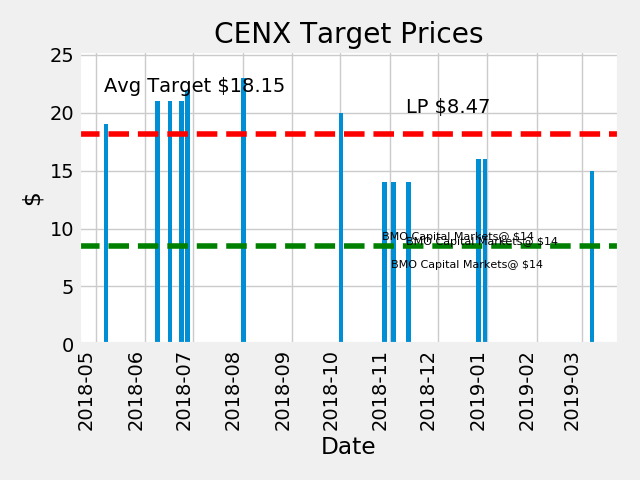 CENX Target Prices
25
20
15
10
5
0
$
Avg Target $18.15
LP $8.47
BMO Capital Markets@ $14
BMO Capital Markets@ $14
BMO Capital Markets@ $14
2018-05
2018-06
2018-07
2018-08
2018-09
2018-10
2018-11
2018-12
2019-01
2019-02
2019-03
Date